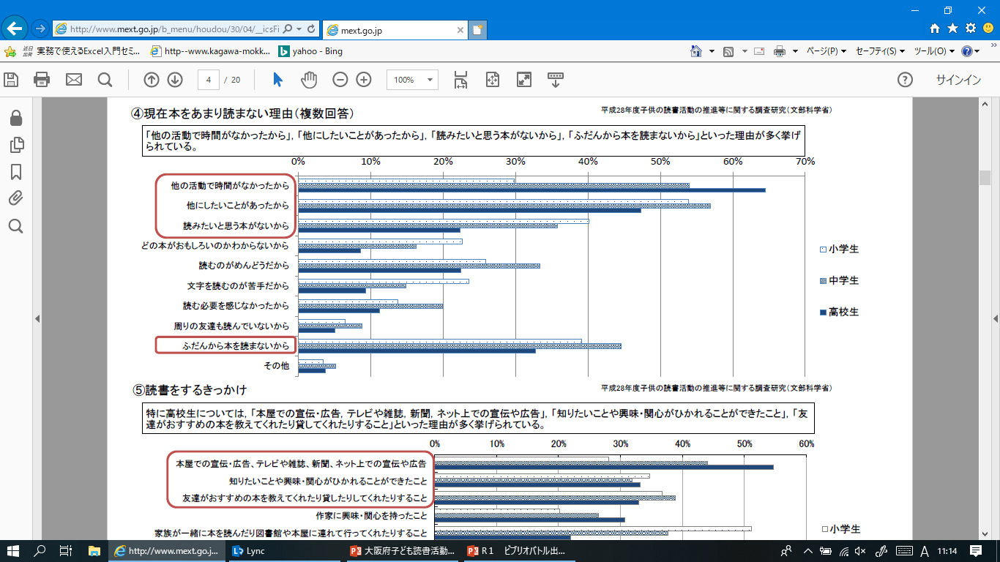 http://www.mext.go.jp/b_menu/houdou/30/04/__icsFi
mext.go.jp
近日出荷 実務で使えるExcel入門セミ...
http--www.kagawa-mokk...
yahoo - Bing
ページ(P)
セーフティ(S)
ツール(O)
4 / 20
100%
サインイン
④現在本をあまり読まない理由(複数回答)
平成28年度子供の読書活動の推進等に関する調査研究(文部科学省)
「他の活動で時間がなかったから」,「他にしたいことがあったから」,「読みたいと思う本がないから」,「ふだんから本を読まないから」といった理由が多く挙げ
られている。
0% 10% 20% 30% 40% 50% 60% 70%
他の活動で時間がなかったから
他にしたいことがあったから
読みたいと思う本がないから
どの本がおもしろいのかわからないから
読むのがめんどうだから
文字を読むのが苦手だから
読む必要を感じなかったから
周りの友達も読んでいないから
ふだんから本を読まないから
その他
小学生
中学生
高校生
⑤読書をするきっかけ
平成28年度子供の読書活動の推進等に関する調査研究(文部科学省)
特に高校生については,「本屋での宣伝・広告, テレビや雑誌, 新聞, ネット上での宣伝や広告」,「知りたいことや興味・関心がひかれることができたこと」,「友
達がおすすめの本を教えてくれたり貸してくれたりすること」といった理由が多く挙げられている。
0% 10% 20% 30% 40% 50% 60%
本屋での宣伝・広告、テレビや雑誌、新聞、ネット上での宣伝や広告
知りたいことや興味・関心がひかれることができたこと
友達がおすすめの本を教えてくれたり貸したりしてくれたりすること
作家に興味・関心を持ったこと
家族が一緒に本を読んだり図書館や本屋に連れて行ってくれたりすること
小学生
http://www.mext.go.j...
Lync
大阪府子ども読書活動...
R1 ビブリオバトル出...
A
11:14